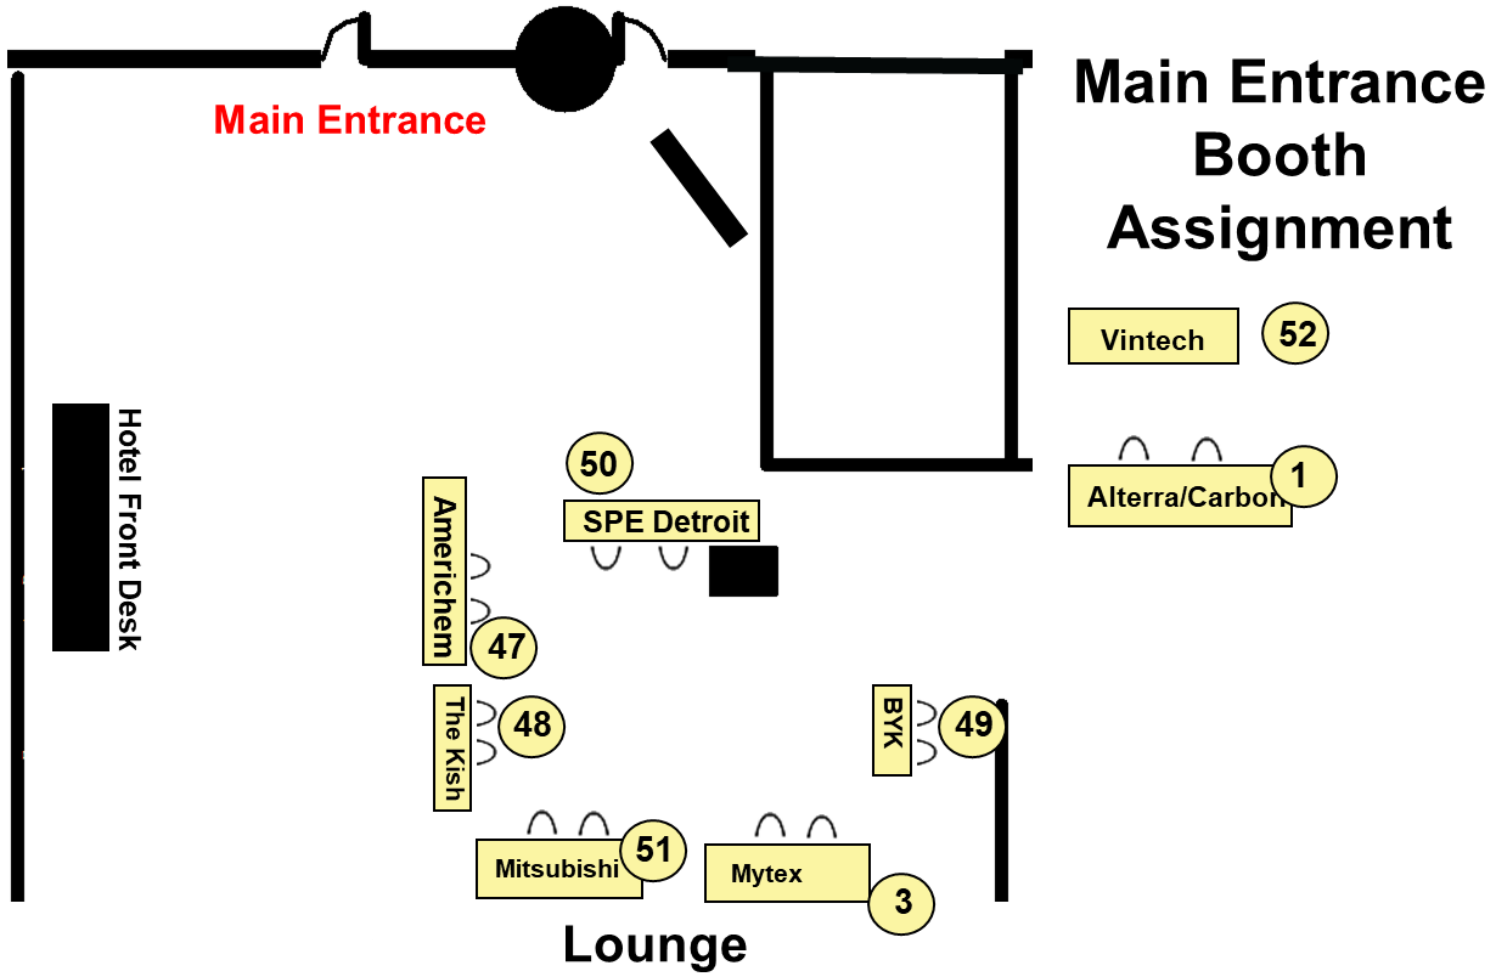 Main Entrance
Main Entrance
Booth
Assignment
Vintech
52
Alterra/Carbon
1
Hotel Front Desk
50
SPE Detroit
Americhem
47
The Kish
48
BYK
49
Mitsubishi
51
Mytex
3
Lounge